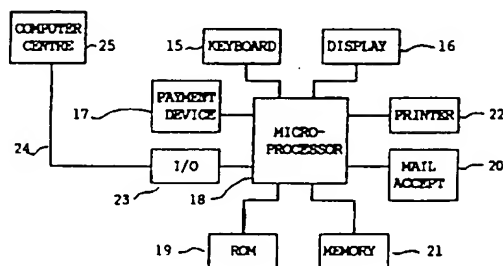 COMPUTER
CENTRE
25
15
KEYBOARD
DISPLAY
16
17
PAYMENT
DEVICE
MICRO-
PROCESSOR
18
PRINTER
22
24
I/O
23
MAIL
ACCEPT
20
19
ROM
MEMORY
21